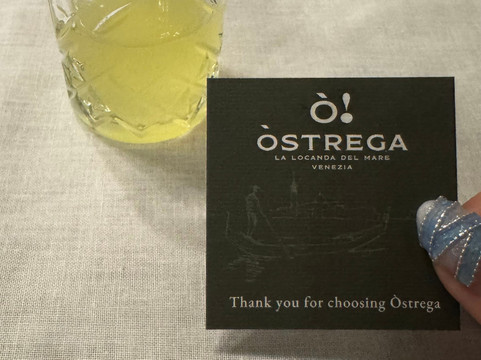 Ò!
ÒSTREGA
LA LOCANDA DEL MARE
VENEZIA
Thank you for choosing Òstrega